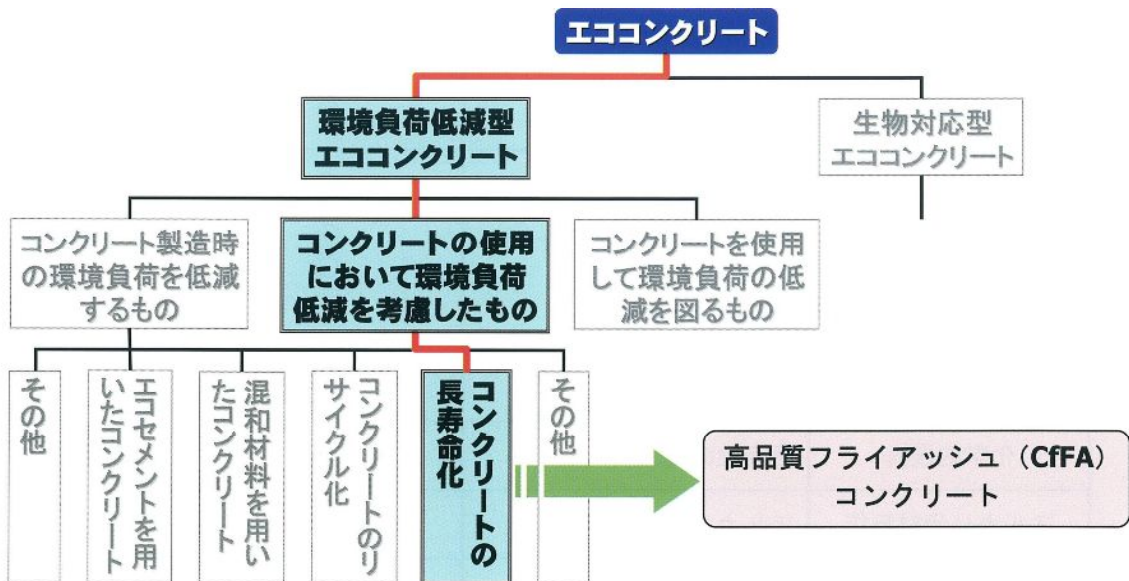 エココンクリート
環境負荷低減型
エココンクリート
生物対応型
エココンクリート
コンクリート製造時
の環境負荷を低減
するもの
コンクリートの使用
において環境負荷
低減を考慮したもの
コンクリートを使用
して環境負荷の低
減を図るもの
その他
エコセメントを用
いたコンクリート
混和材料を用い
たコンクリート
コンクリートのリ
サイクル化
コンクリートの
長寿命化
その他
高品質フライアッシュ（CfFA）
コンクリート